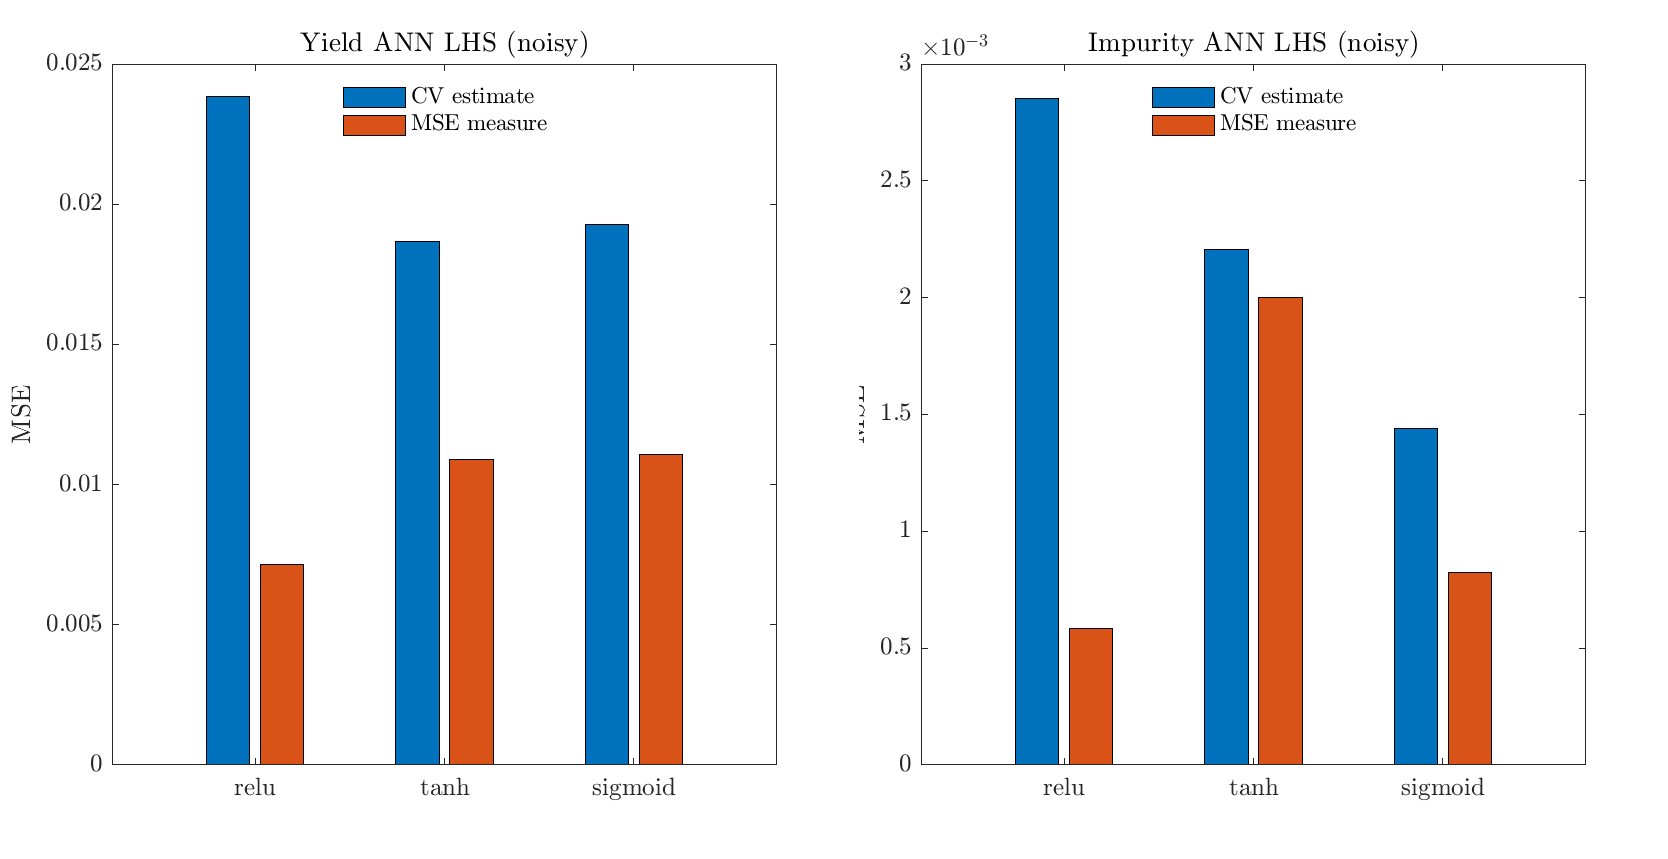 Yield ANN LHS (noisy)
0.025
0.02
0.015
0.01
0.005
0
MSE
CV estimate
MSE measure
relu tanh sigmoid
Impurity ANN LHS (noisy)
×10⁻³
3
2.5
2
1.5
1
0.5
0
CV estimate
MSE measure
relu tanh sigmoid